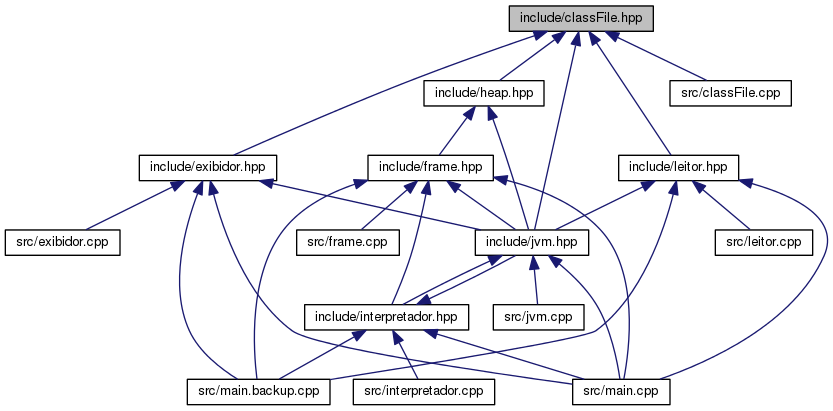 include/classFile.hpp
include/heap.hpp
src/classFile.cpp
include/exibidor.hpp
include/frame.hpp
include/leitor.hpp
src/exibidor.cpp
src/frame.cpp
include/jvm.hpp
src/leitor.cpp
include/interpretador.hpp
src/jvm.cpp
src/main.backup.cpp
src/interpretador.cpp
src/main.cpp